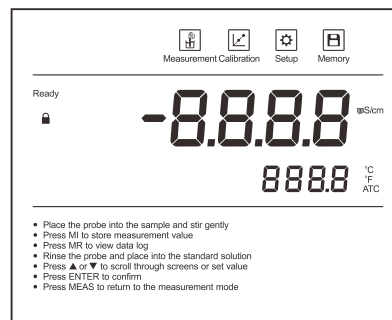 Measurement Calibration Setup Memory
Ready
-8.8.8.8
888.8 °C
°F
ATC
• Place the probe into the sample and stir gently
• Press MI to store measurement value
• Press MR to view data log
• Rinse the probe and place into the standard solution
• Press ▲ or ▼ to scroll through screens or set value
• Press ENTER to confirm
• Press MEAS to return to the measurement mode